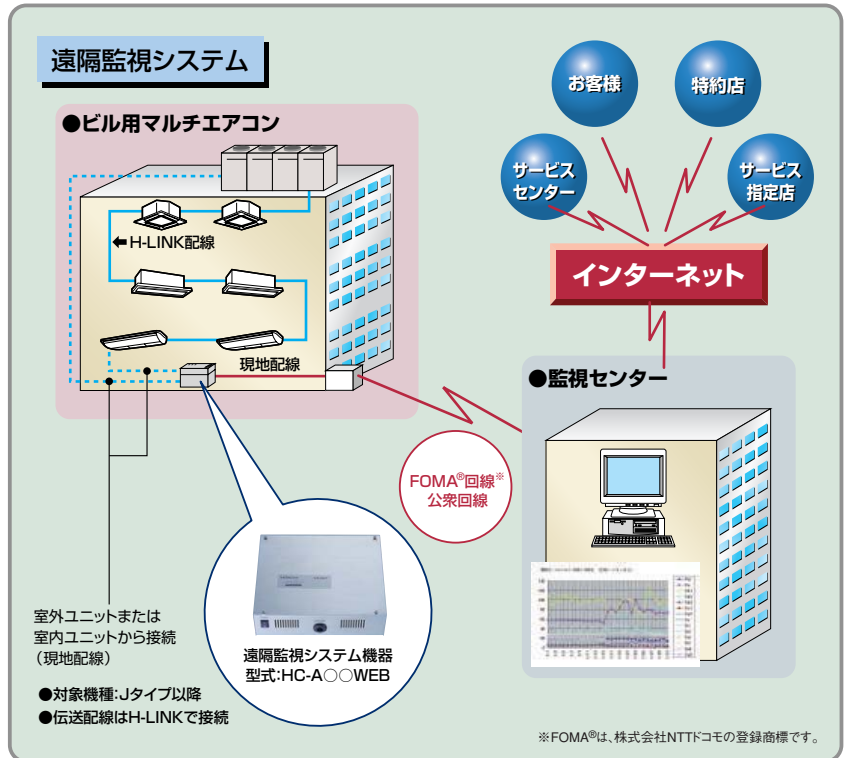 遠隔監視システム
●ビル用マルチエアコン
お客様
特約店
サービス
センター
サービス
指定店
インターネット
H-LINK配線
現地配線
●監視センター
FOMA®回線※
公衆回線
室外ユニットまたは
室内ユニットから接続
（現地配線）
遠隔監視システム機器
型式:HC-A○○WEB
●対象機種:Jタイプ以降
●伝送配線はH-LINKで接続
※FOMA®は、株式会社NTTドコモの登録商標です。